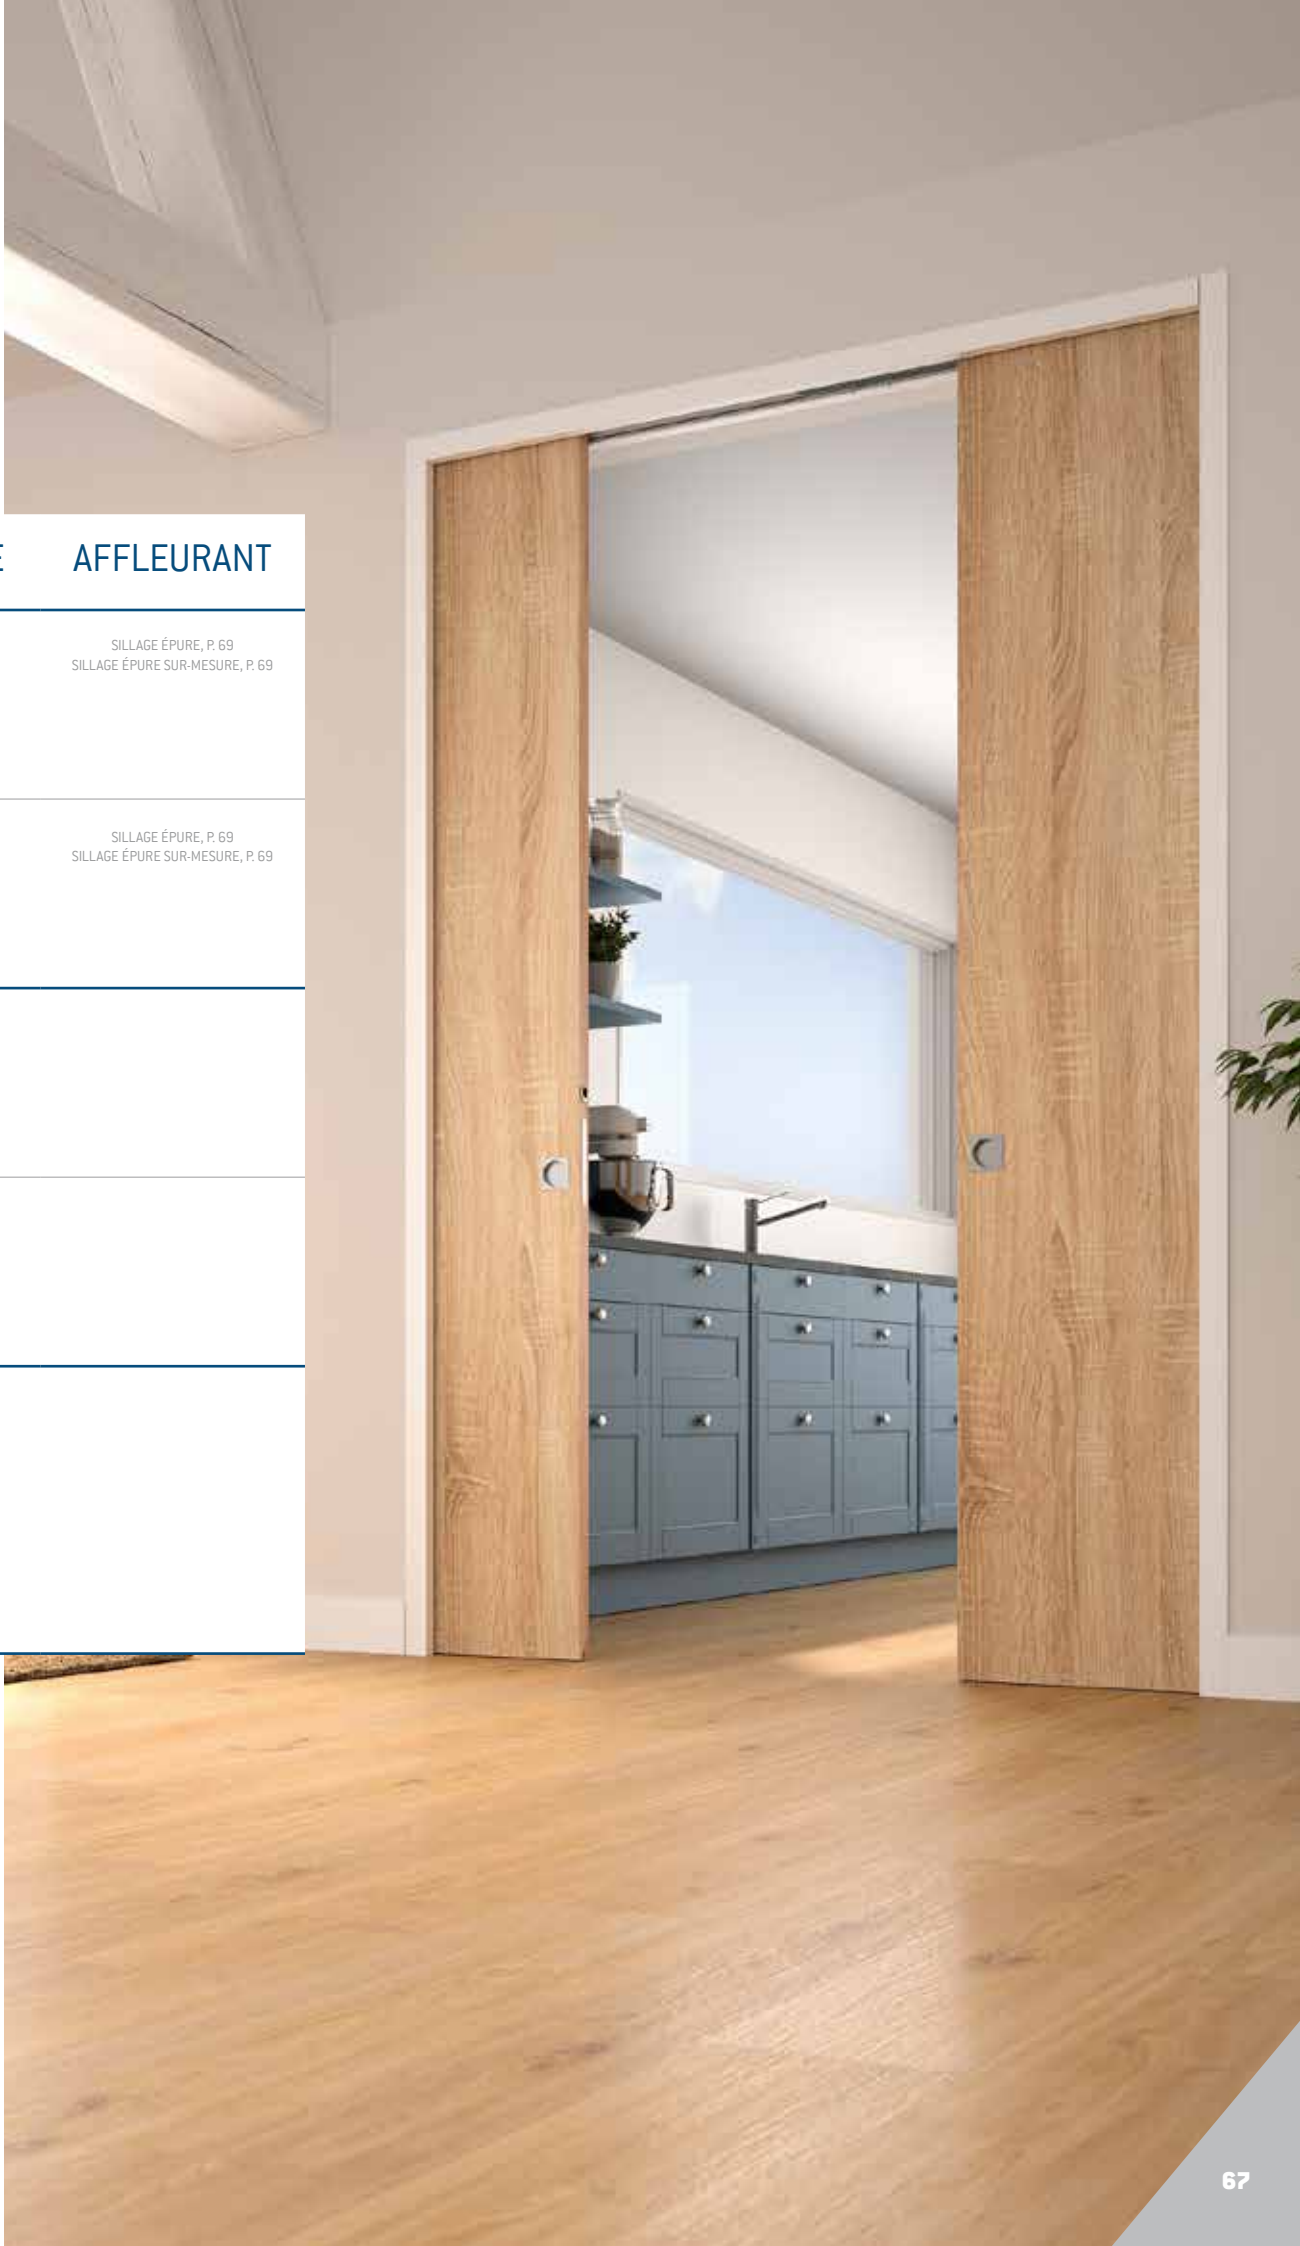 AFFLEURANT
SILLAGE ÉPURE, P. 69
SILLAGE ÉPURE SUR-MESURE, P. 69
SILLAGE ÉPURE, P. 69
SILLAGE ÉPURE SUR-MESURE, P. 69
67